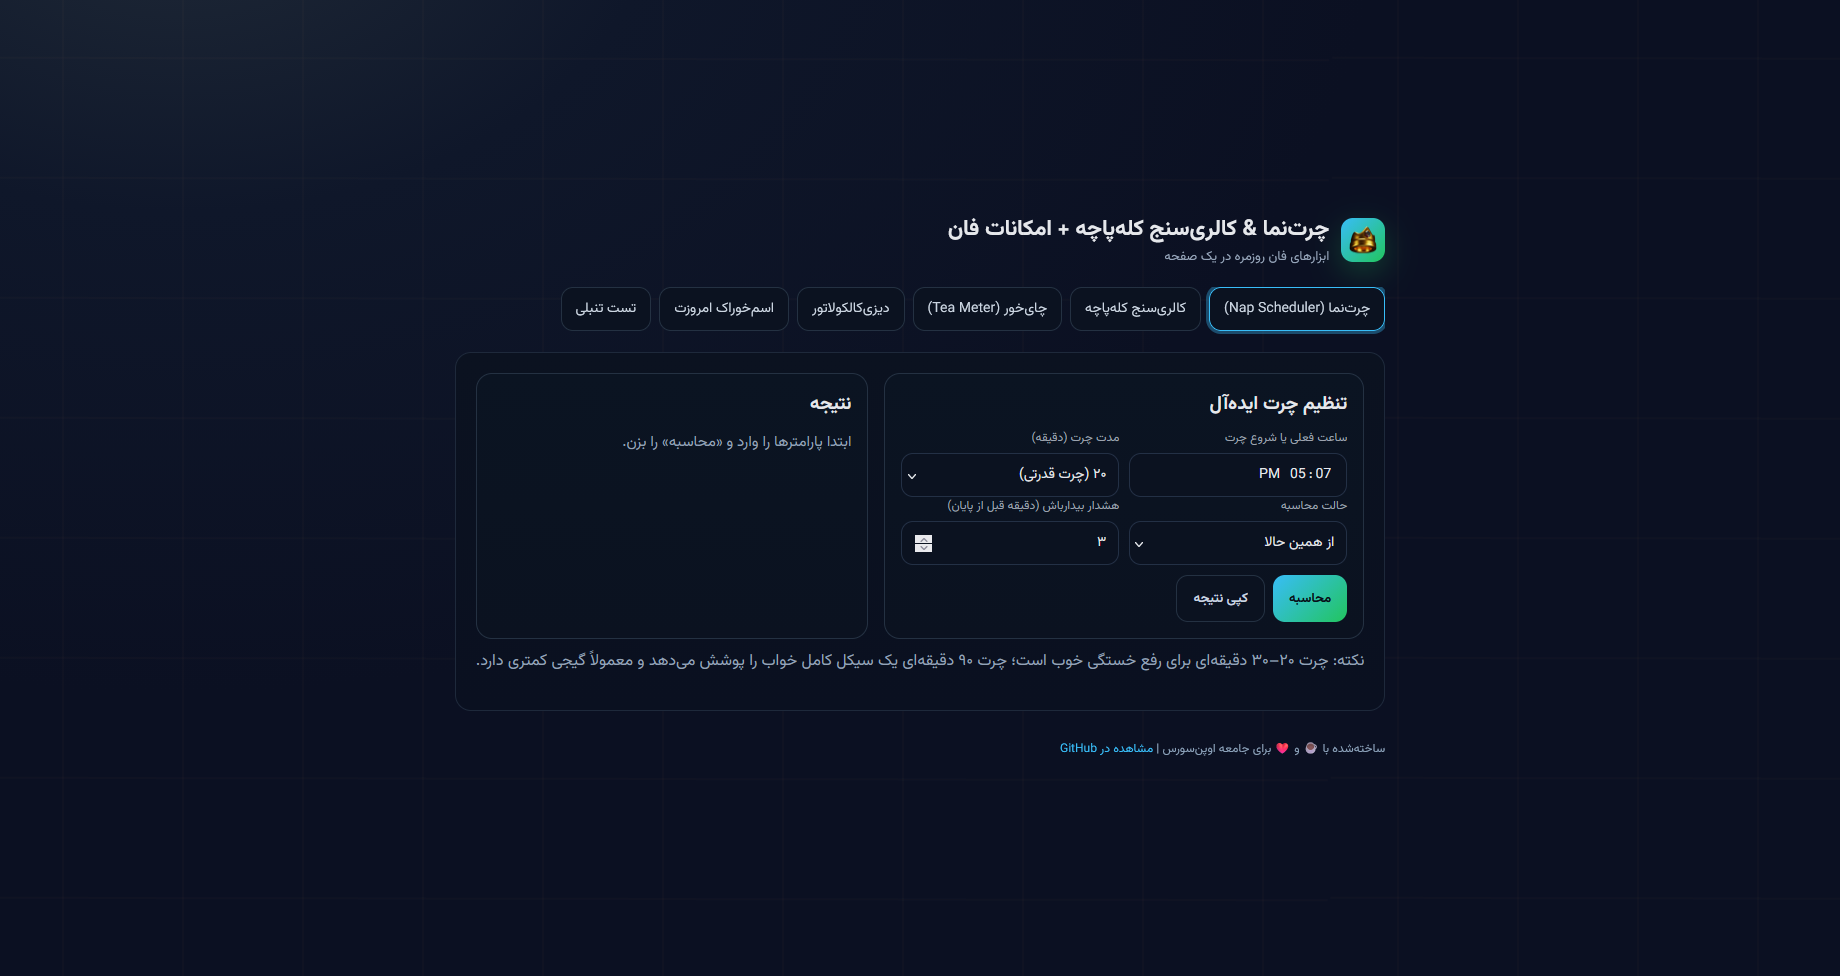 چرت‌نما & کالری‌سنج کله‌پاچه + امکانات فان
ابزارهای فان روزمره در یک صفحه
چرت‌نما (Nap Scheduler)
کالری‌سنج کله‌پاچه
چای‌خور (Tea Meter)
دیزی‌کالکولاتور
اسم‌خوراک امروزت
تست تنبلی
تنظیم چرت ایده‌آل
ساعت فعلی یا شروع چرت
مدت چرت (دقیقه)
05:07 PM
۲۰ (چرت قدرتی)
حالت محاسبه
هشدار بیدارباش (دقیقه قبل از پایان)
از همین حالا
۳
محاسبه
کپی نتیجه
نتیجه
ابتدا پارامترها را وارد و «محاسبه» را بزن.
نکته: چرت ۲۰–۳۰ دقیقه‌ای برای رفع خستگی خوب است؛ چرت ۹۰ دقیقه‌ای یک سیکل کامل خواب را پوشش می‌دهد و معمولاً گیجی کمتری دارد.
ساخته‌شده با ☕ و ❤️ برای جامعه اوپن‌سورس | مشاهده در GitHub